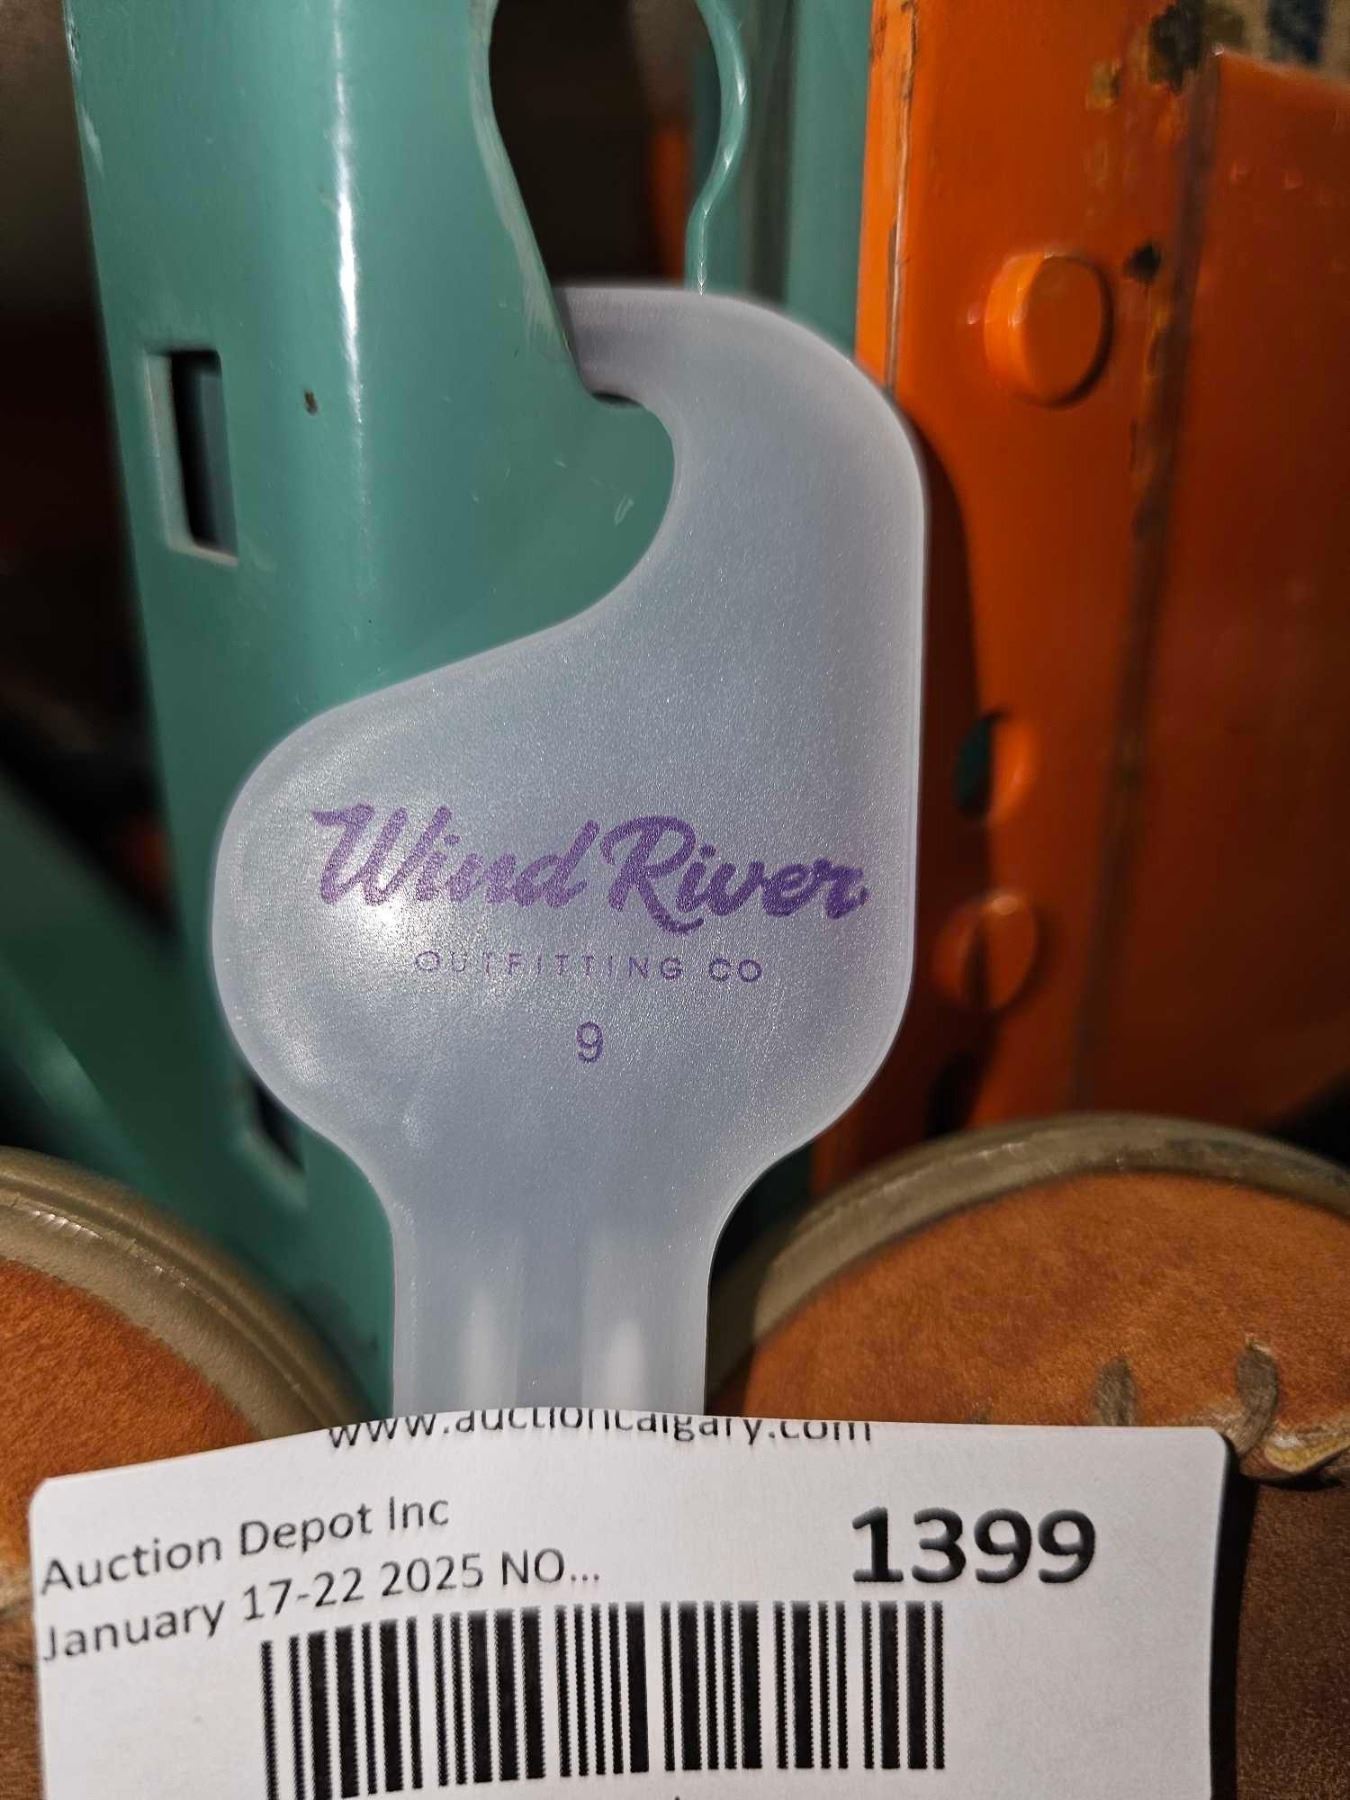 Wind River
OUTFITTING CO
9
www.auctioncalgary.com
Auction Depot Inc
1399
January 17-22 2025 NO...